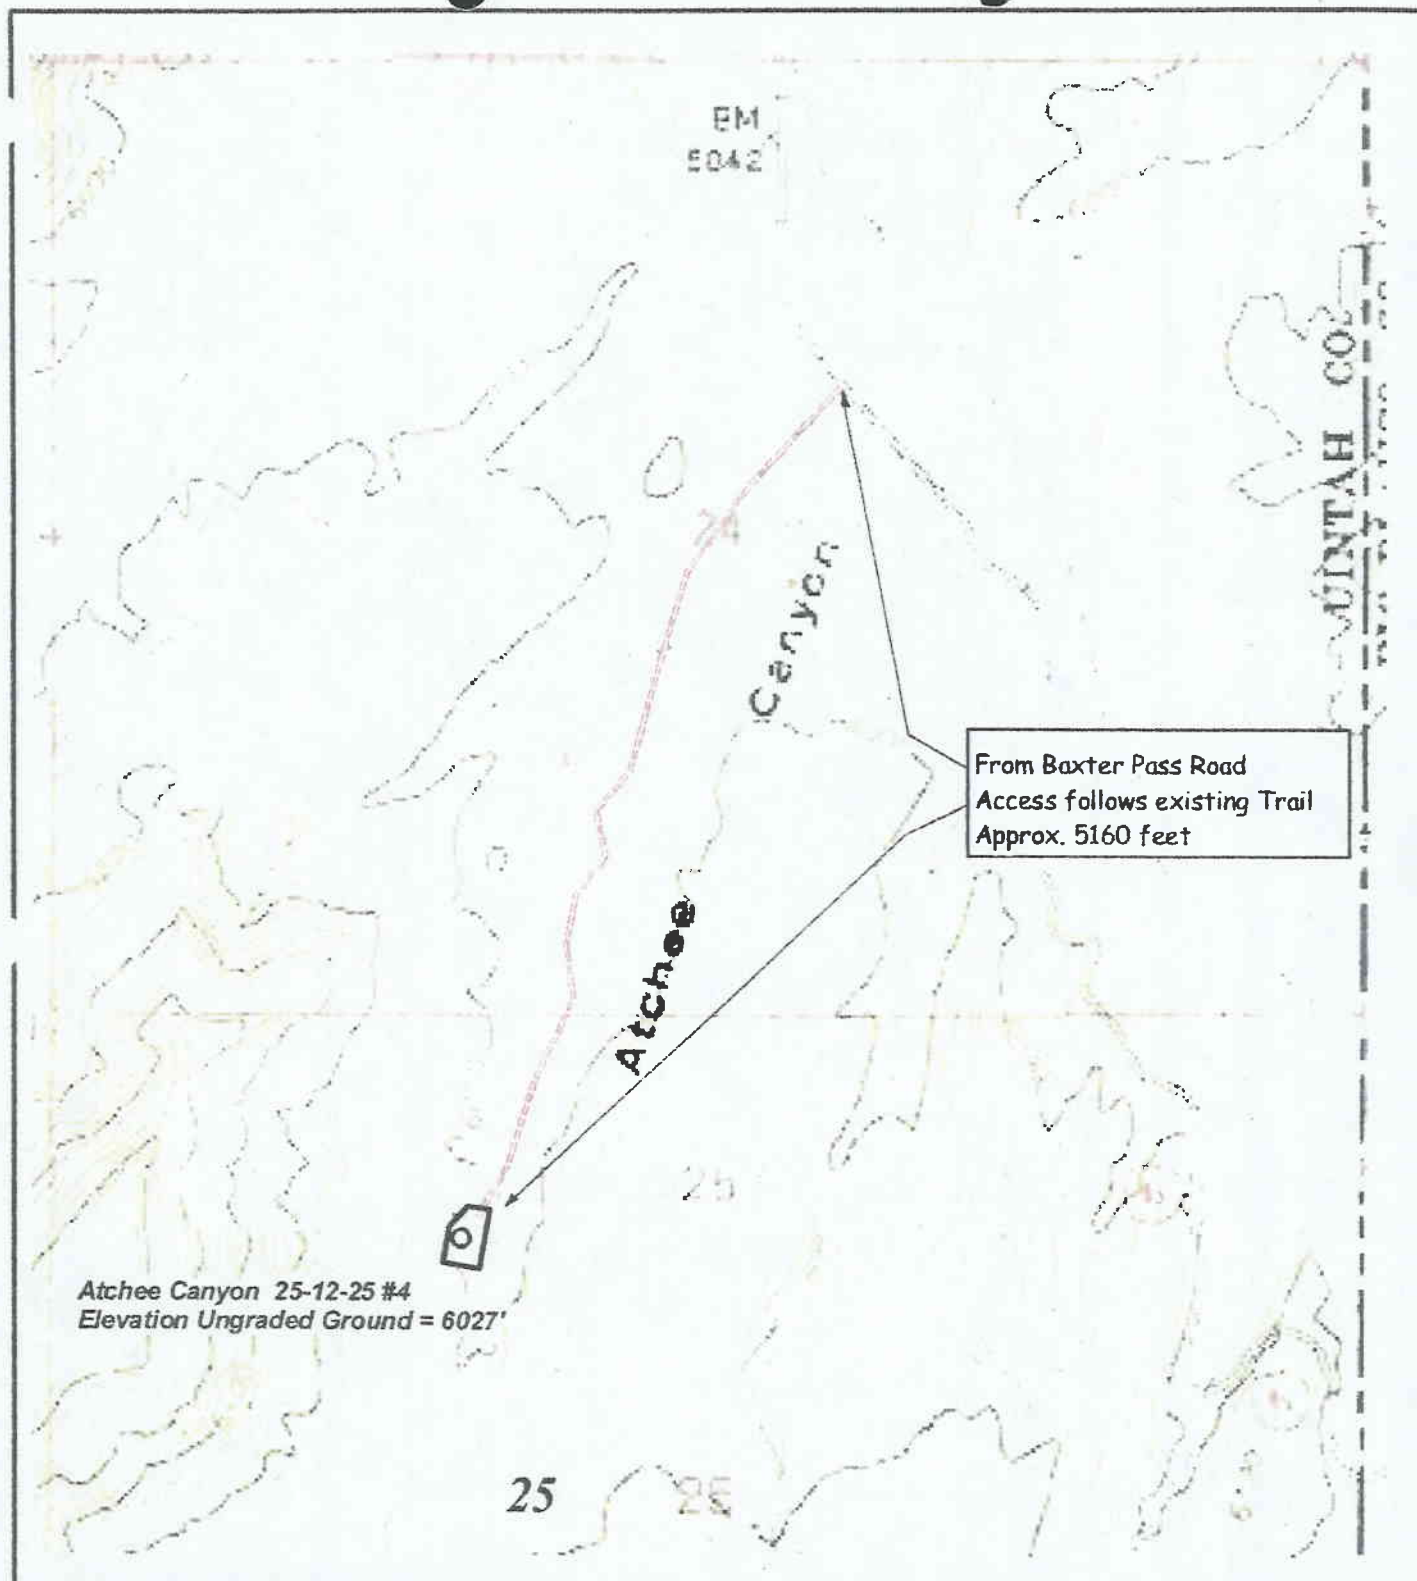 BM
5042
24
UINTAH CO
Canyon
From Baxter Pass Road
Access follows existing Trail
Approx. 5160 feet
Atchee
25
Atchee Canyon 25-12-25 #4
Elevation Ungraded Ground = 6027'
25